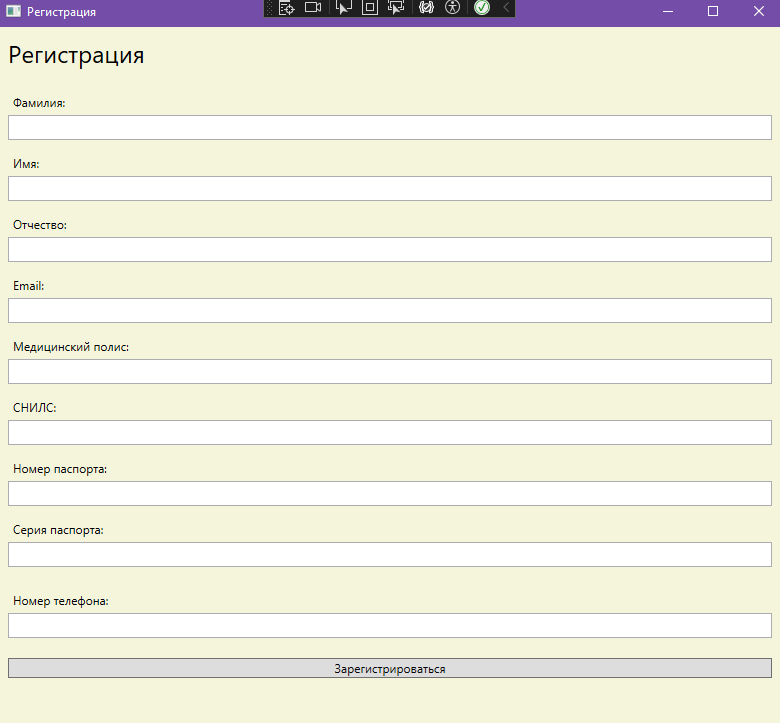 Регистрация
Регистрация
Фамилия:
Имя:
Отчество:
Email:
Медицинский полис:
СНИЛС:
Номер паспорта:
Серия паспорта:
Номер телефона:
Зарегистрироваться